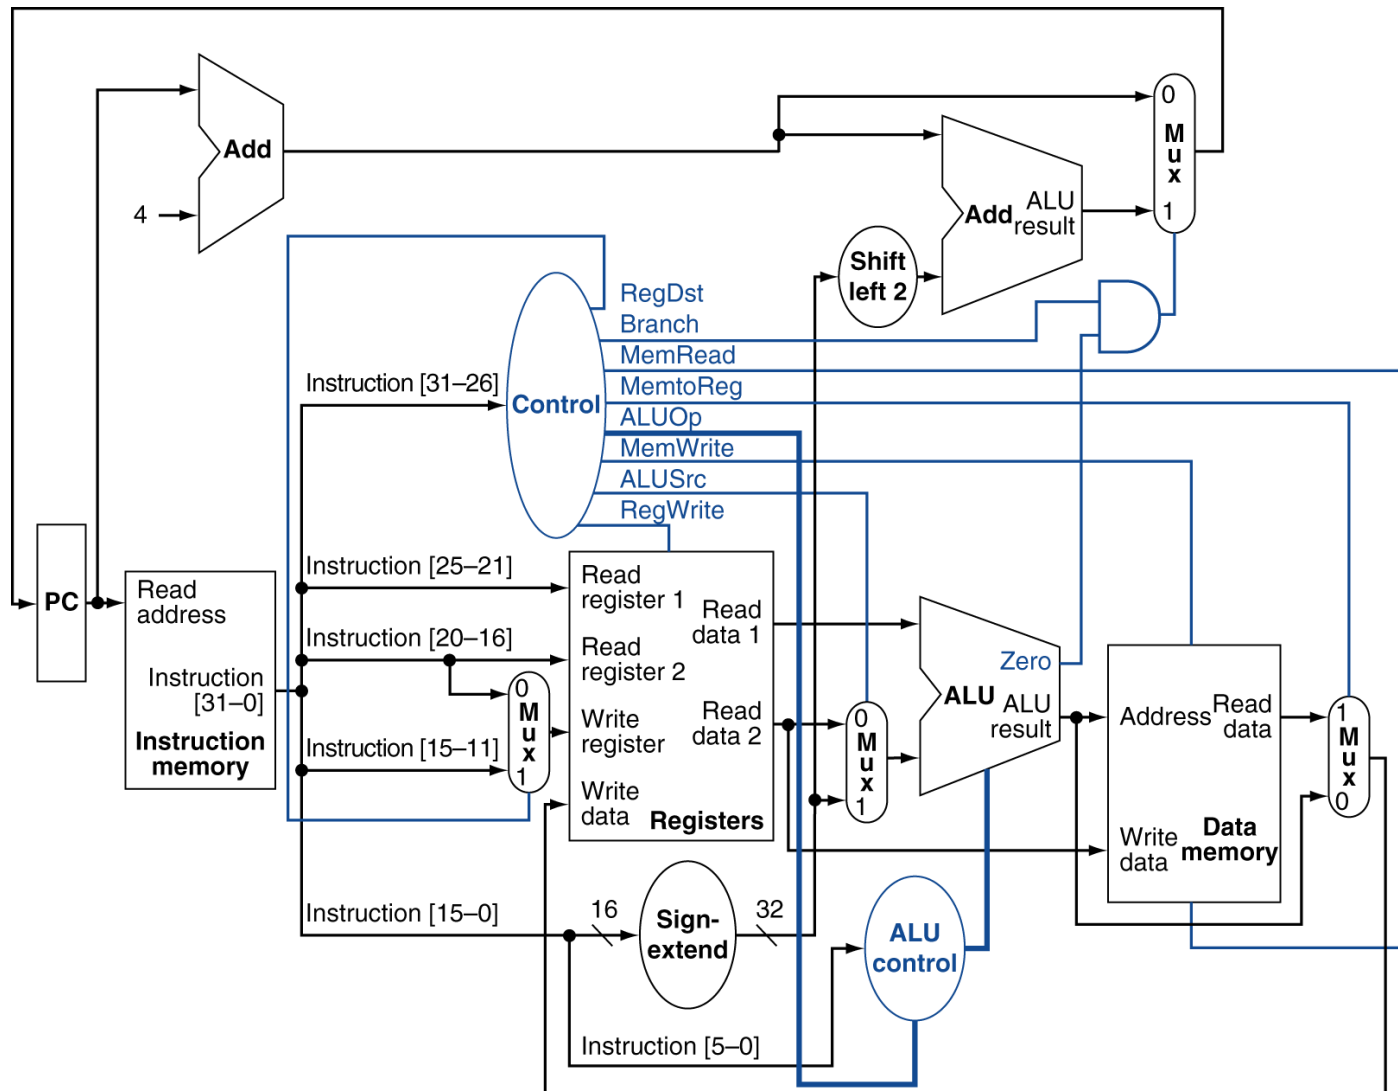 0
M
u
x
1
Add
4
Add
ALU
result
Shift
left 2
RegDst
Branch
MemRead
MemtoReg
ALUOp
MemWrite
ALUSrc
RegWrite
Instruction [31–26]
Control
PC
Read
address
Instruction
[31–0]
Instruction
memory
Instruction [25–21]
Instruction [20–16]
Instruction [15–11]
0
M
u
x
1
Read
register 1
Read
register 2
Write
register
Write
data
Read
data 1
Read
data 2
Registers
0
M
u
x
1
Zero
ALU
ALU
result
Address
Read
data
Write
data
Data
memory
1
M
u
x
0
Instruction [15–0]
16
Sign-
extend
32
ALU
control
Instruction [5–0]